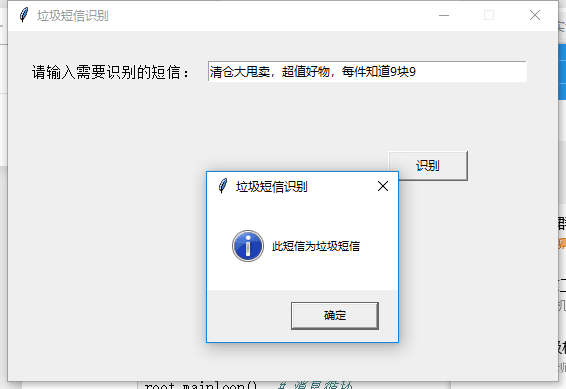 垃圾短信识别
请输入需要识别的短信： 清仓大甩卖，超值好物，每件知道9块9
识别
垃圾短信识别
此短信为垃圾短信
确定
root.mainloop() # 消息循环